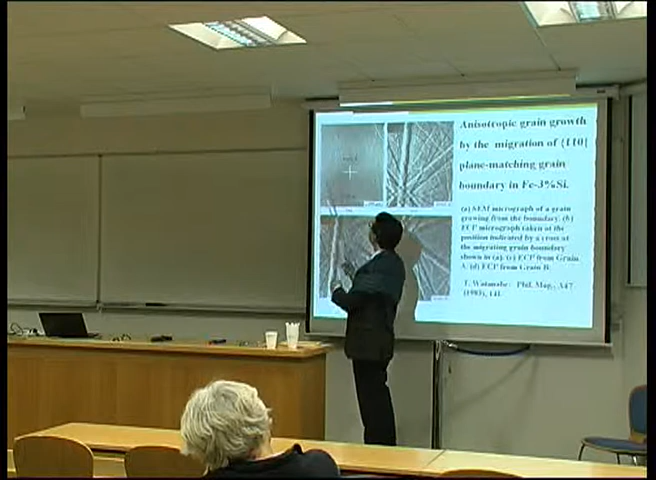 Anisotropic grain growth
by the migration of {110}
plane-matching grain
boundary in Fe-3%Si.
(a) SEM micrograph of a grain
growing from the boundary. (b)
ECP micrograph taken at the
position indicated by a cross at
the migrating grain boundary
shown in (a). (c) ECP from Grain
A. (d) ECP from Grain B.
T. Watanabe: Phil. Mag., A47
(1983), 141.